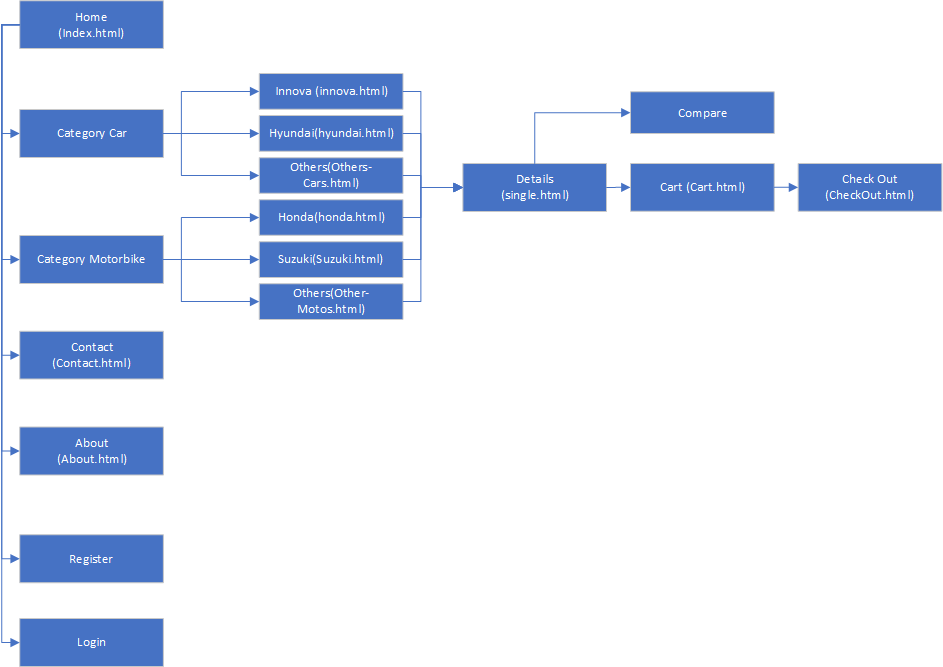 Home
(Index.html)
Category Car
Innova (innova.html)
Hyundai(hyundai.html)
Others(Others-
Cars.html)
Category Motorbike
Honda(honda.html)
Suzuki(Suzuki.html)
Others(Other-
Motos.html)
Details
(single.html)
Compare
Cart (Cart.html)
Check Out
(CheckOut.html)
Contact
(Contact.html)
About
(About.html)
Register
Login